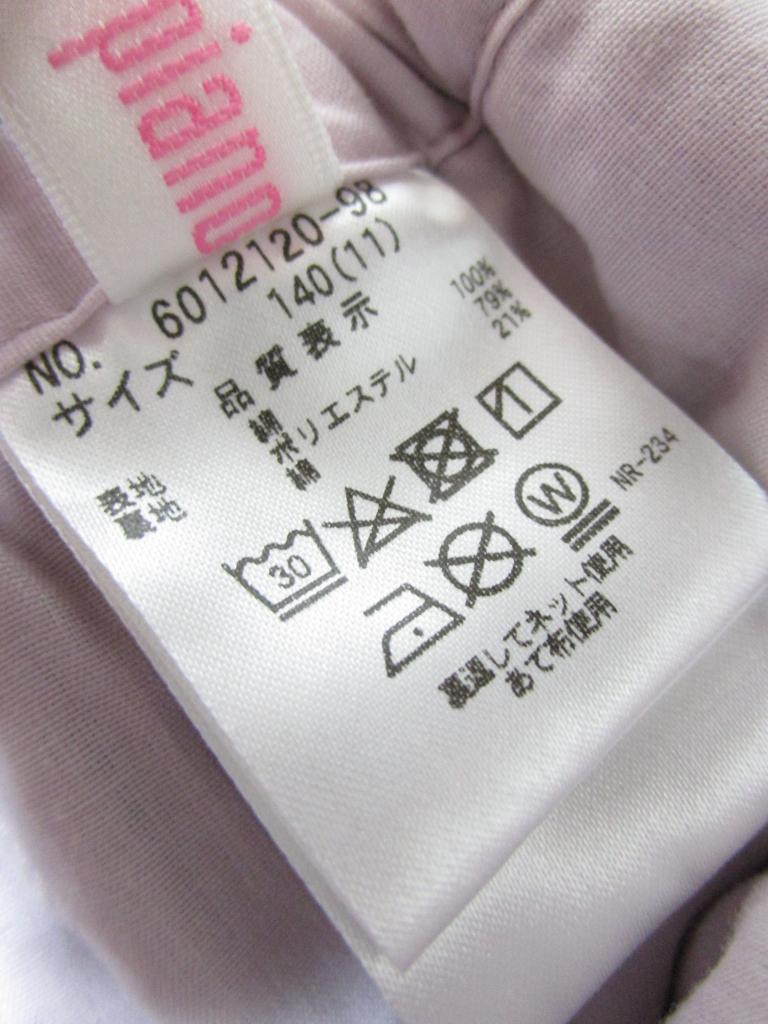 piano
NO. 6012120-98
サイズ 140(11)
品質表示
表地 綿 100%
裏地 ポリエステル 79%
綿 21%
30
W
NR-234
裏返してネット使用
あて布使用